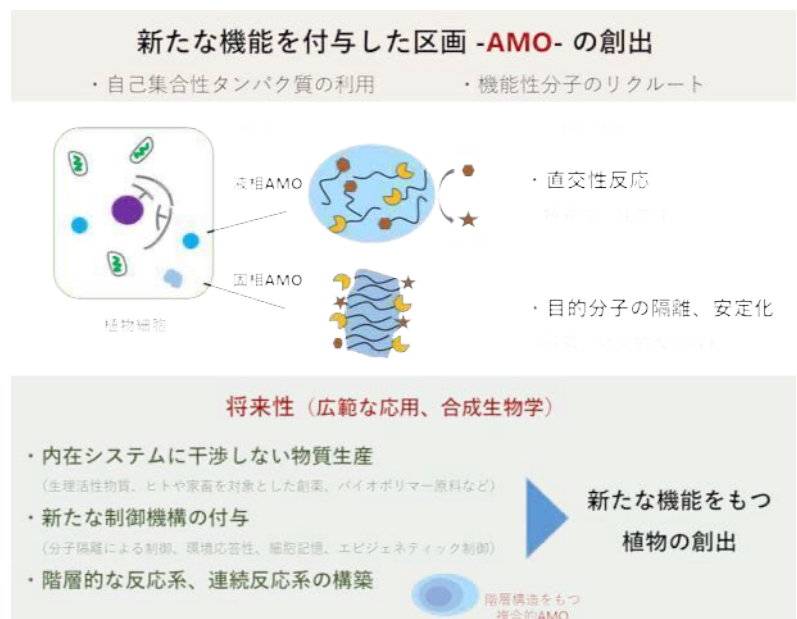 新たな機能を付与した区画 -AMO- の創出
・自己集合性タンパク質の利用
・機能性分子のリクルート
液相AMO
・直交性反応
固相AMO
・目的分子の隔離、安定化
植物細胞
将来性（広範な応用、合成生物学）
・内在システムに干渉しない物質生産
（生理活性物質、ヒトや家畜を対象とした創薬、バイオポリマー原料など）
・新たな制御機構の付与
（分子隔離による制御、環境応答性、細胞記憶、エピジェネティック制御）
・階層的な反応系、連続反応系の構築
新たな機能をもつ
植物の創出
階層構造をもつ
複合的AMO